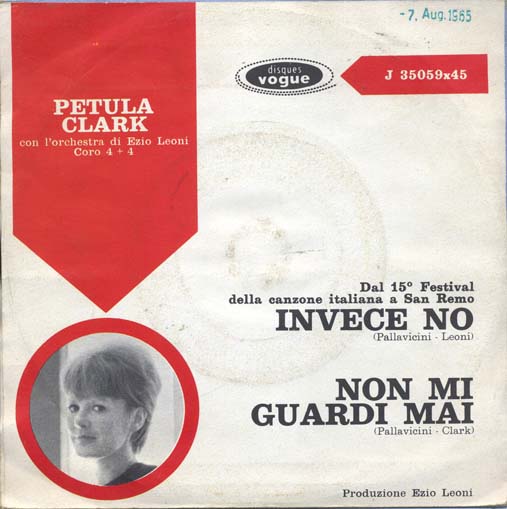 -7. Aug. 1965
disques
vogue
J 35059x45
PETULA
CLARK
con l'orchestra di Ezio Leoni
Coro 4 + 4
Dal 15º Festival
della canzone italiana a San Remo
INVECE NO
(Pallavicini - Leoni)
NON MI
GUARDI MAI
(Pallavicini - Clark)
Produzione Ezio Leoni